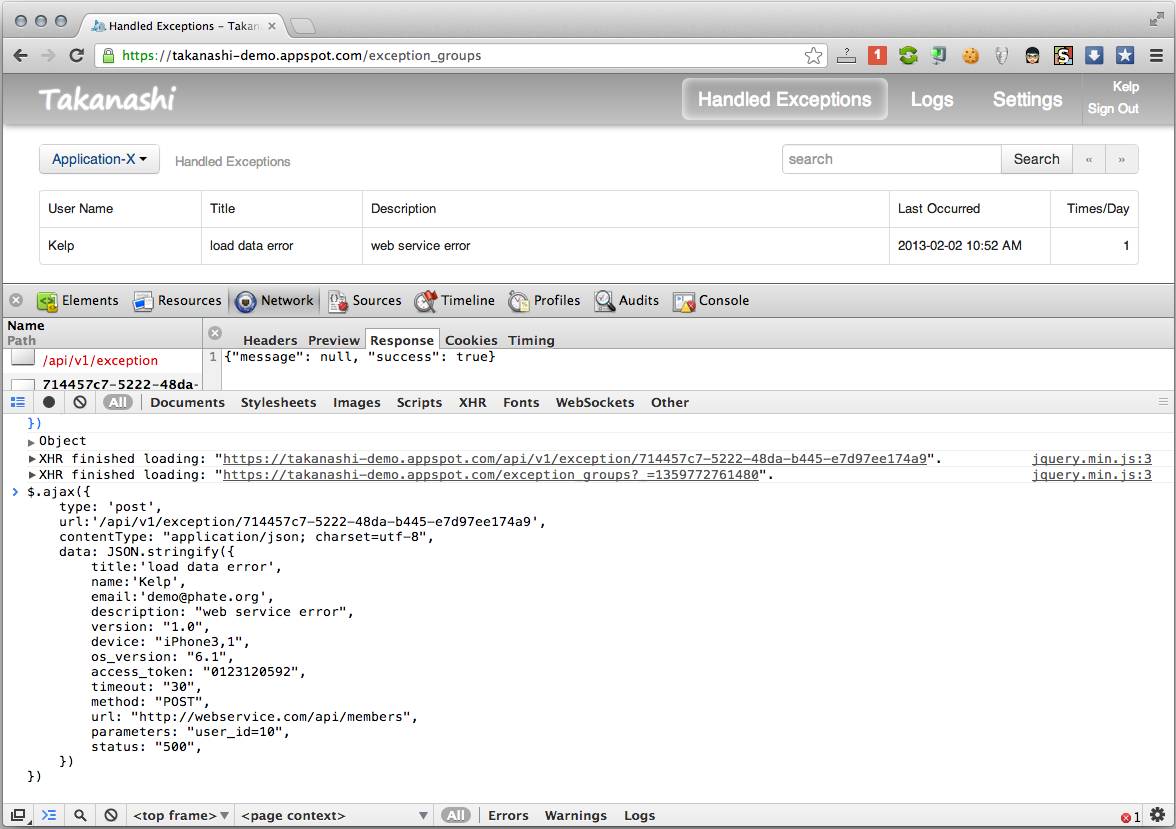 Handled Exceptions – Takan
https://takanashi-demo.appspot.com/exception_groups
?
1
S
Takanashi
Handled Exceptions
Logs
Settings
Kelp
Sign Out
Application-X
Handled Exceptions
search
Search
«
»
User Name Title Description Last Occurred Times/Day
Kelp load data error web service error 2013-02-02 10:52 AM 1
Elements Resources Network Sources Timeline Profiles Audits Console
Name
Path
Headers Preview Response Cookies Timing
/api/v1/exception
714457c7-5222-48da-
1 {"message": null, "success": true}
All Documents Stylesheets Images Scripts XHR Fonts WebSockets Other
})
Object
XHR finished loading: "https://takanashi-demo.appspot.com/api/v1/exception/714457c7-5222-48da-b445-e7d97ee174a9". jquery.min.js:3
XHR finished loading: "https://takanashi-demo.appspot.com/exception_groups?_=1359772761480". jquery.min.js:3
> $.ajax({
type: 'post',
url:'/api/v1/exception/714457c7-5222-48da-b445-e7d97ee174a9',
contentType: "application/json; charset=utf-8",
data: JSON.stringify({
title:'load data error',
name:'Kelp',
email:'demo@phate.org',
description: "web service error",
version: "1.0",
device: "iPhone3,1",
os_version: "6.1",
access_token: "0123120592",
timeout: "30",
method: "POST",
url: "http://webservice.com/api/members",
parameters: "user_id=10",
status: "500",
})
})
<top frame> <page context> All Errors Warnings Logs 1